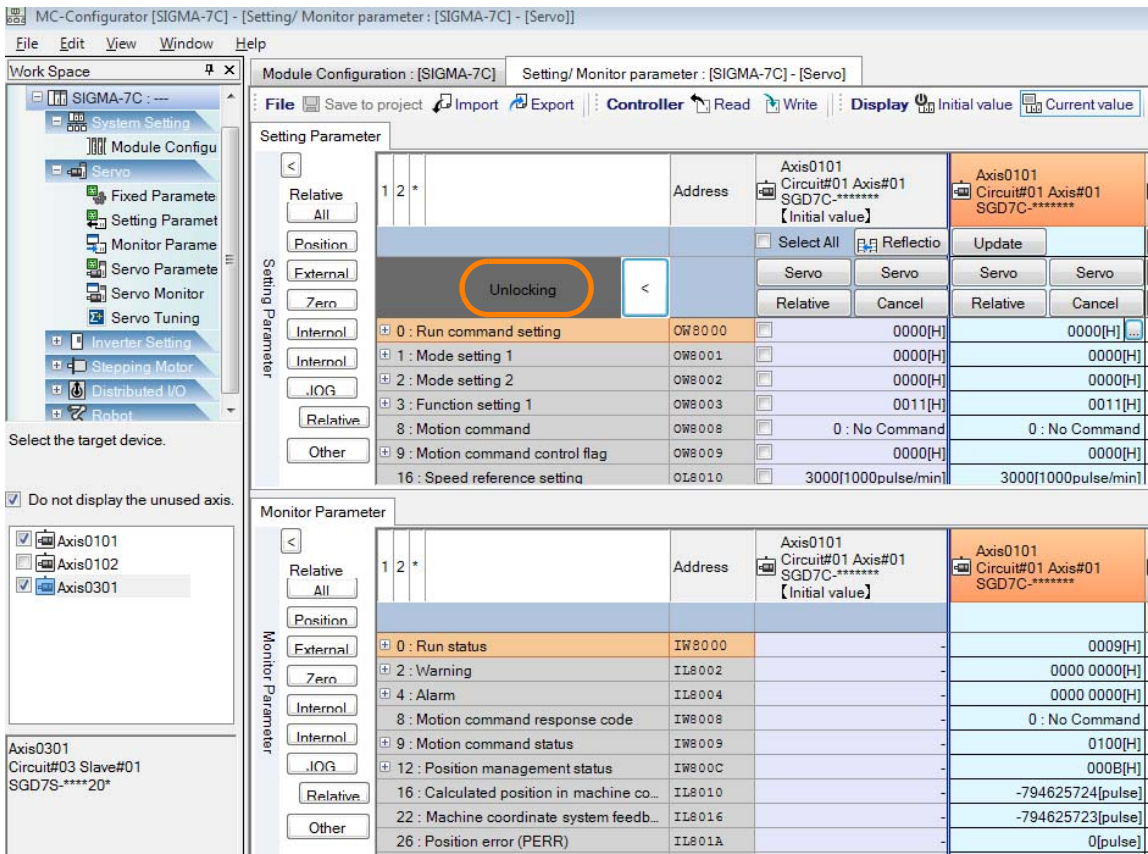 MC-Configurator [SIGMA-7C] - [Setting/ Monitor parameter : [SIGMA-7C] - [Servo]]
File Edit View Window Help
Work Space
SIGMA-7C : ---
System Setting
Module Configu
Servo
Fixed Paramete
Setting Paramet
Monitor Parame
Servo Paramete
Servo Monitor
Servo Tuning
Inverter Setting
Stepping Motor
Distributed I/O
Robot
Select the target device.
Do not display the unused axis.
Axis0101
Axis0102
Axis0301
Axis0301
Circuit#03 Slave#01
SGD7S-****20*
Module Configuration : [SIGMA-7C] Setting/ Monitor parameter : [SIGMA-7C] - [Servo]
File Save to project Import Export Controller Read Write Display Initial value Current value
Setting Parameter
Setting Parameter
<
Relative
All
Position
External
Zero
Internol
Internol
JOG
Relative
Other
1 2 * Address
Axis0101
Circuit#01 Axis#01
SGD7C-*******
【Initial value】
Axis0101
Circuit#01 Axis#01
SGD7C-*******
Select All Reflectio Update
Unlocking <
Servo Servo Servo Servo
Relative Cancel Relative Cancel
0 : Run command setting OW8000 0000[H] 0000[H] ...
1 : Mode setting 1 OW8001 0000[H] 0000[H]
2 : Mode setting 2 OW8002 0000[H] 0000[H]
3 : Function setting 1 OW8003 0011[H] 0011[H]
8 : Motion command OW8008 0 : No Command 0 : No Command
9 : Motion command control flag OW8009 0000[H] 0000[H]
16 : Speed reference setting OL8010 3000[1000pulse/min] 3000[1000pulse/min]
Monitor Parameter
Monitor Parameter
<
Relative
All
Position
External
Zero
Internol
Internol
JOG
Relative
Other
1 2 * Address
Axis0101
Circuit#01 Axis#01
SGD7C-*******
【Initial value】
Axis0101
Circuit#01 Axis#01
SGD7C-*******
0 : Run status IW8000 - 0009[H]
2 : Warning IL8002 - 0000 0000[H]
4 : Alarm IL8004 - 0000 0000[H]
8 : Motion command response code IW8008 - 0 : No Command
9 : Motion command status IW8009 - 0100[H]
12 : Position management status IW800C - 000B[H]
16 : Calculated position in machine co... IL8010 - -794625724[pulse]
22 : Machine coordinate system feedb... IL8016 - -794625723[pulse]
26 : Position error (PERR) IL801A - 0[pulse]